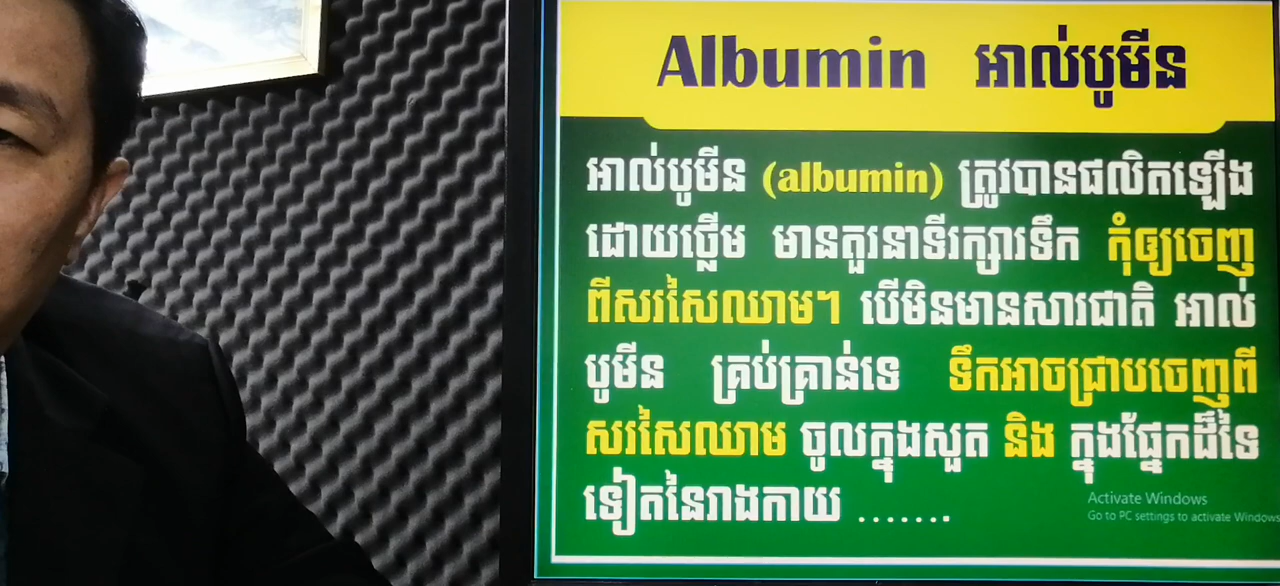 Albumin អាល់បូមីន
អាល់បូមីន (albumin) ត្រូវបានផលិតឡើង
ដោយថ្លើម មានតួរនាទីរក្សារទឹក កុំឲ្យចេញ
ពីសរសៃឈាម។ បើមិនមានសារជាតិ អាល់
បូមីន គ្រប់គ្រាន់ទេ ទឹកអាចជ្រាបចេញពី
សរសៃឈាម ចូលក្នុងសួត និង ក្នុងផ្នែកដ៏ទៃ
ទៀតនៃរាងកាយ .......
Activate Windows
Go to PC settings to activate Windows